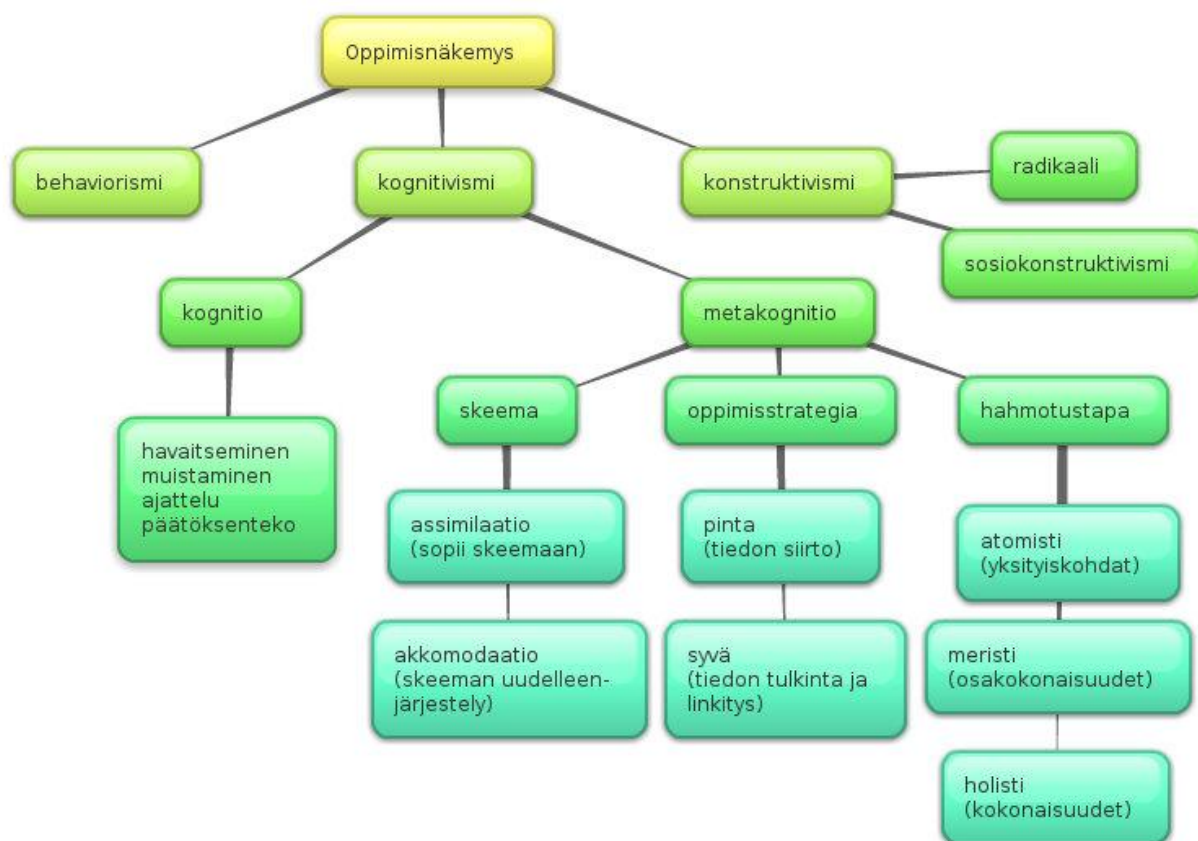 Oppimisnäkemys
behaviorismi
kognitivismi
konstruktivismi
radikaali
sosiokonstruktivismi
kognitio
metakognitio
havaitseminen
muistaminen
ajattelu
päätöksenteko
skeema
oppimisstrategia
hahmotustapa
assimilaatio
(sopii skeemaan)
pinta
(tiedon siirto)
atomisti
(yksityiskohdat)
akkomodaatio
(skeeman uudelleen-
järjestely)
syvä
(tiedon tulkinta ja
linkitys)
meristi
(osakokonaisuudet)
holisti
(kokonaisuudet)